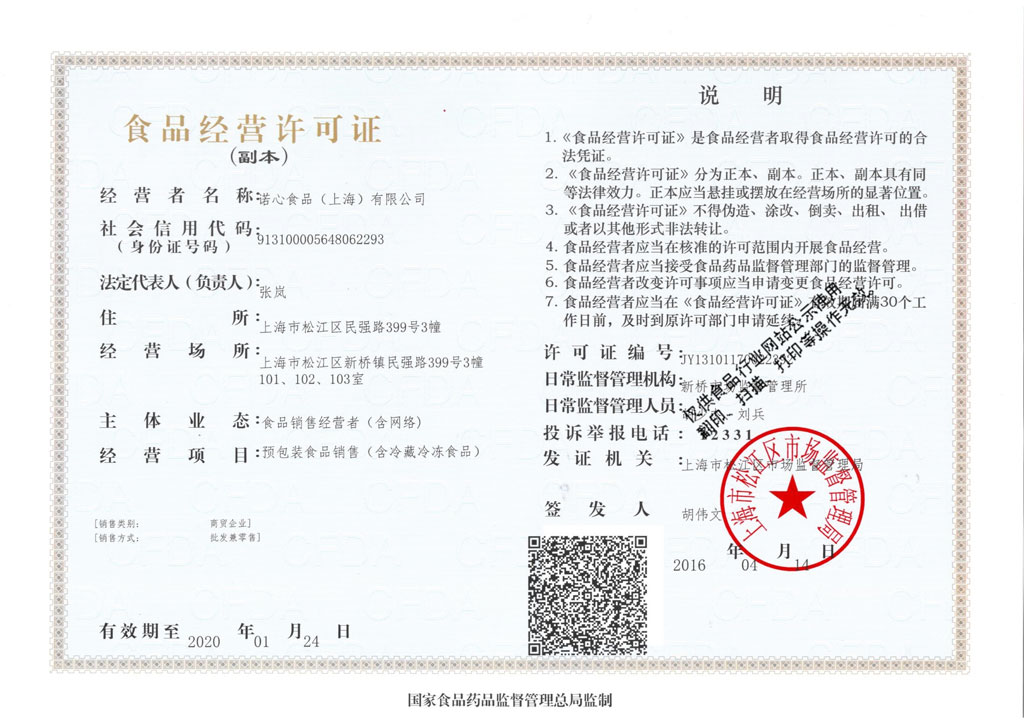 食品经营许可证
(副本)
经营者名称:诺心食品（上海）有限公司
社会信用代码:
(身份证号码) 913100005648062293
法定代表人(负责人):张岚
住所:上海市松江区民强路399号3幢
经营场所:上海市松江区新桥镇民强路399号3幢
101、102、103室
主体业态:食品销售经营者（含网络）
经营项目:预包装食品销售（含冷藏冷冻食品）
[销售类别: 商贸企业]
[销售方式: 批发兼零售]
有效期至 2020 年 01 月 24 日
说明
1.《食品经营许可证》是食品经营者取得食品经营许可的合
法凭证。
2.《食品经营许可证》分为正本、副本。正本、副本具有同
等法律效力。正本应当悬挂或摆放在经营场所的显著位置。
3.《食品经营许可证》不得伪造、涂改、倒卖、出租、出借
或者以其他形式非法转让。
4.食品经营者应当在核准的许可范围内开展食品经营。
5.食品经营者应当接受食品药品监督管理部门的监督管理。
6.食品经营者改变许可事项应当申请变更食品经营许可。
7.食品经营者应当在《食品经营许可证》有效期届满30个工
作日前，及时到原许可部门申请延续。
许可证编号:JY1310117
日常监督管理机构:新桥市场监督管理所
日常监督管理人员: 刘兵
投诉举报电话:12331
发证机关:上海市松江区市场监督管理局
签发人 胡伟文
2016 年 04 月 14 日
仅供食品行业网站公示使用
翻印、扫描、打印等操作无效。
上海市松江区市场监督管理局
国家食品药品监督管理总局监制